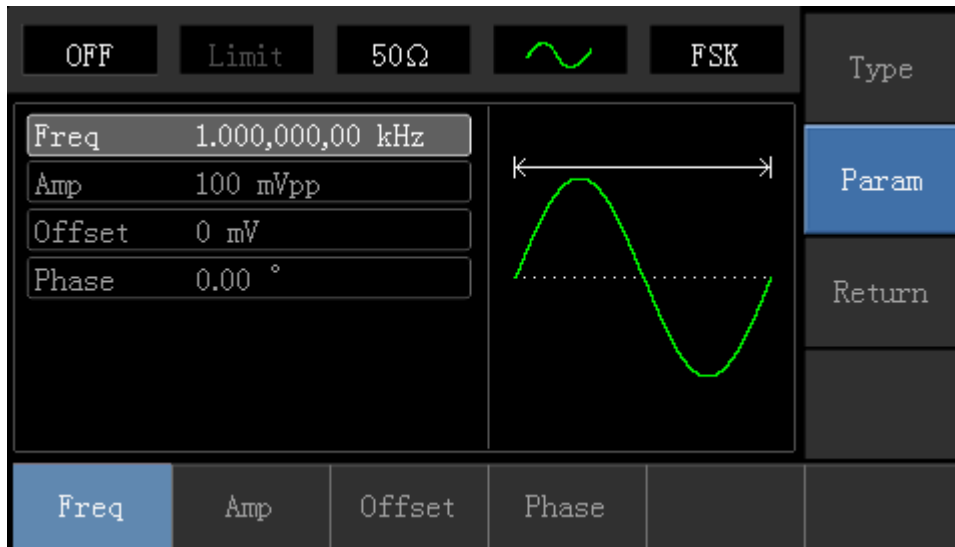 OFF Limit 50Ω FSK
Type
Freq 1.000,000,00 kHz
Amp 100 mVpp
Offset 0 mV
Phase 0.00 °
Param
Return
Freq Amp Offset Phase